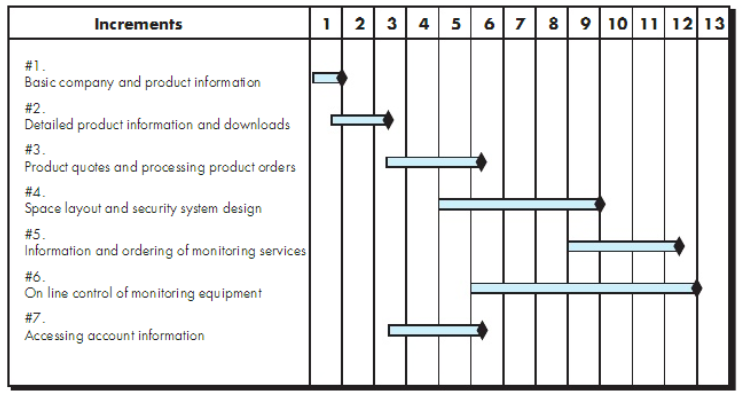 Increments 1 2 3 4 5 6 7 8 9 10 11 12 13
#1.
Basic company and product information
#2.
Detailed product information and downloads
#3.
Product quotes and processing product orders
#4.
Space layout and security system design
#5.
Information and ordering of monitoring services
#6.
On line control of monitoring equipment
#7.
Accessing account information